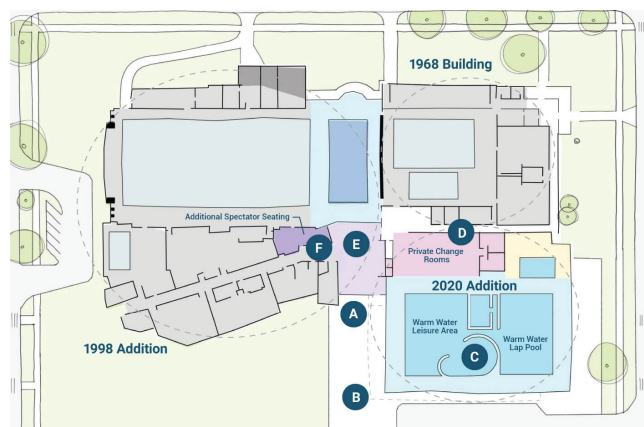 1968 Building
Additional Spectator Seating
F
E
D
Private Change
Rooms
2020 Addition
A
Warm Water
Leisure Area
Warm Water
Lap Pool
C
1998 Addition
B